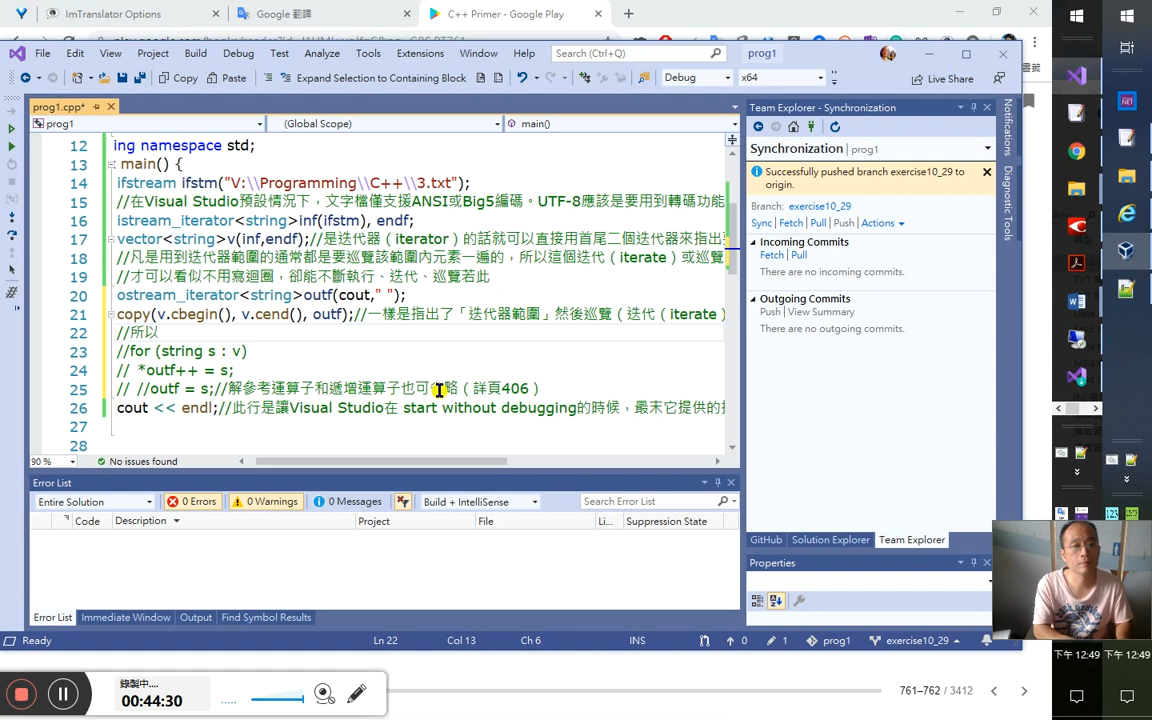 ImTranslator Options
Google 翻譯
C++ Primer - Google Play
File Edit View Project Build Debug Test Analyze Tools Extensions Window Help
Search (Ctrl+Q)
prog1
Copy Paste Expand Selection to Containing Block Debug x64 Live Share
prog1.cpp*
prog1 (Global Scope) main()
12 ing namespace std;
13 main() {
14 ifstream ifstm("V:\\Programming\\C++\\3.txt");
15 //在Visual Studio預設情況下，文字檔僅支援ANSI或Big5編碼。UTF-8應該是要用到轉碼功能
16 istream_iterator<string>inf(ifstm), endf;
17 vector<string>v(inf,endf);//是迭代器（iterator）的話就可以直接用首尾二個迭代器來指出
18 //凡是用到迭代器範圍的通常都是要巡覽該範圍內元素一遍的，所以這個迭代（iterate）或巡覽
19 //才可以看似不用寫迴圈，卻能不斷執行、迭代、巡覽若此
20 ostream_iterator<string>outf(cout," ");
21 copy(v.cbegin(), v.cend(), outf);//一樣是指出了「迭代器範圍」然後巡覽（迭代（iterate）
22 //所以
23 //for (string s : v)
24 // *outf++ = s;
25 // //outf = s;//解參考運算子和遞增運算子也可省略（詳頁406）
26 cout << endl;//此行是讓Visual Studio在 start without debugging的時候，最末它提供的
27
28
90 % No issues found
Error List
Entire Solution 0 Errors 0 Warnings 0 Messages Build + IntelliSense Search Error List
Code Description Project File Li... Suppression State
Error List Immediate Window Output Find Symbol Results
Ready Ln 22 Col 13 Ch 6 INS 0 1 prog1 exercise10_29
Team Explorer - Synchronization
Synchronization prog1
Successfully pushed branch exercise10_29 to
origin.
Branch: exercise10_29
Sync Fetch Pull Push Actions
Incoming Commits
Fetch Pull
There are no incoming commits.
Outgoing Commits
Push View Summary
There are no outgoing commits.
GitHub Solution Explorer Team Explorer
Properties
Notifications
Diagnostic Tools
錄製中....
00:44:30
761–762 / 3412
下午 12:49 下午 12:49